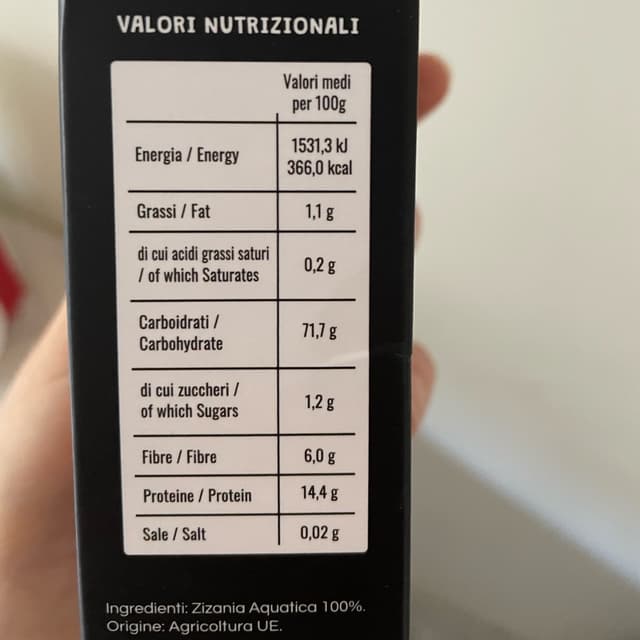 VALORI NUTRIZIONALI
Valori medi
per 100g
Energia / Energy
1531,3 kJ
366,0 kcal
Grassi / Fat
1,1 g
di cui acidi grassi saturi
/ of which Saturates
0,2 g
Carboidrati /
Carbohydrate
71,7 g
di cui zuccheri /
of which Sugars
1,2 g
Fibre / Fibre
6,0 g
Proteine / Protein
14,4 g
Sale / Salt
0,02 g
Ingredienti: Zizania Aquatica 100%.
Origine: Agricoltura UE.